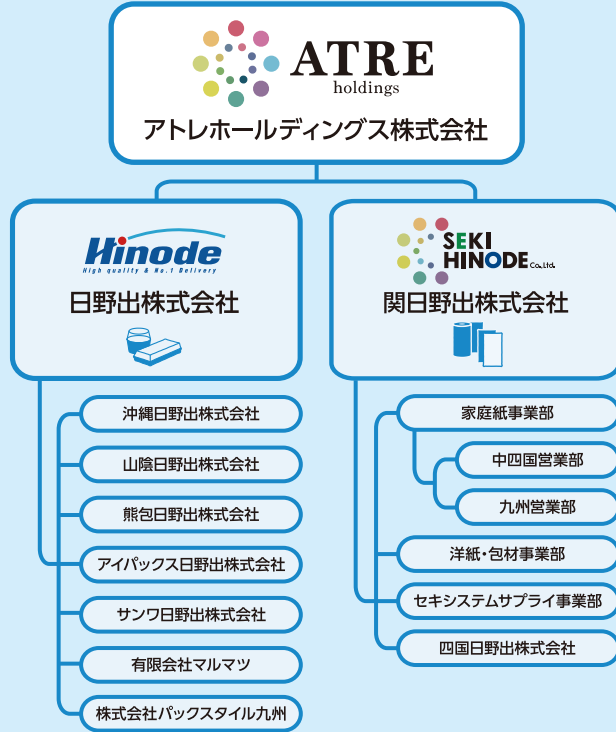 ATRE
holdings
アトレホールディングス株式会社
Hinode
High quality & No.1 Delivery
日野出株式会社
沖縄日野出株式会社
山陰日野出株式会社
熊包日野出株式会社
アイパックス日野出株式会社
サンワ日野出株式会社
有限会社マルマツ
株式会社パックスタイル九州
SEKI
HINODE Co.,Ltd.
関日野出株式会社
家庭紙事業部
中四国営業部
九州営業部
洋紙・包材事業部
セキシステムサプライ事業部
四国日野出株式会社